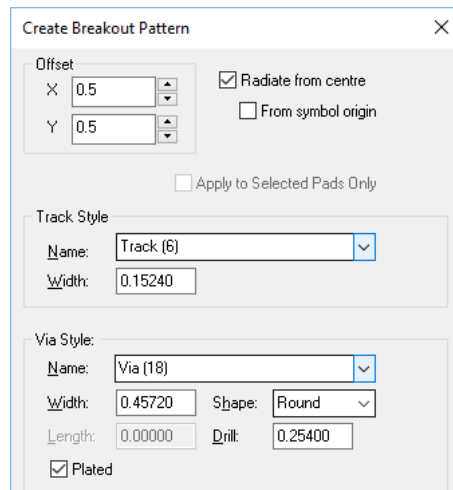 Create Breakout Pattern
Offset
X 0.5
Y 0.5
Radiate from centre
From symbol origin
Apply to Selected Pads Only
Track Style
Name: Track (6)
Width: 0.15240
Via Style:
Name: Via (18)
Width: 0.45720 Shape: Round
Length: 0.00000 Drill: 0.25400
Plated